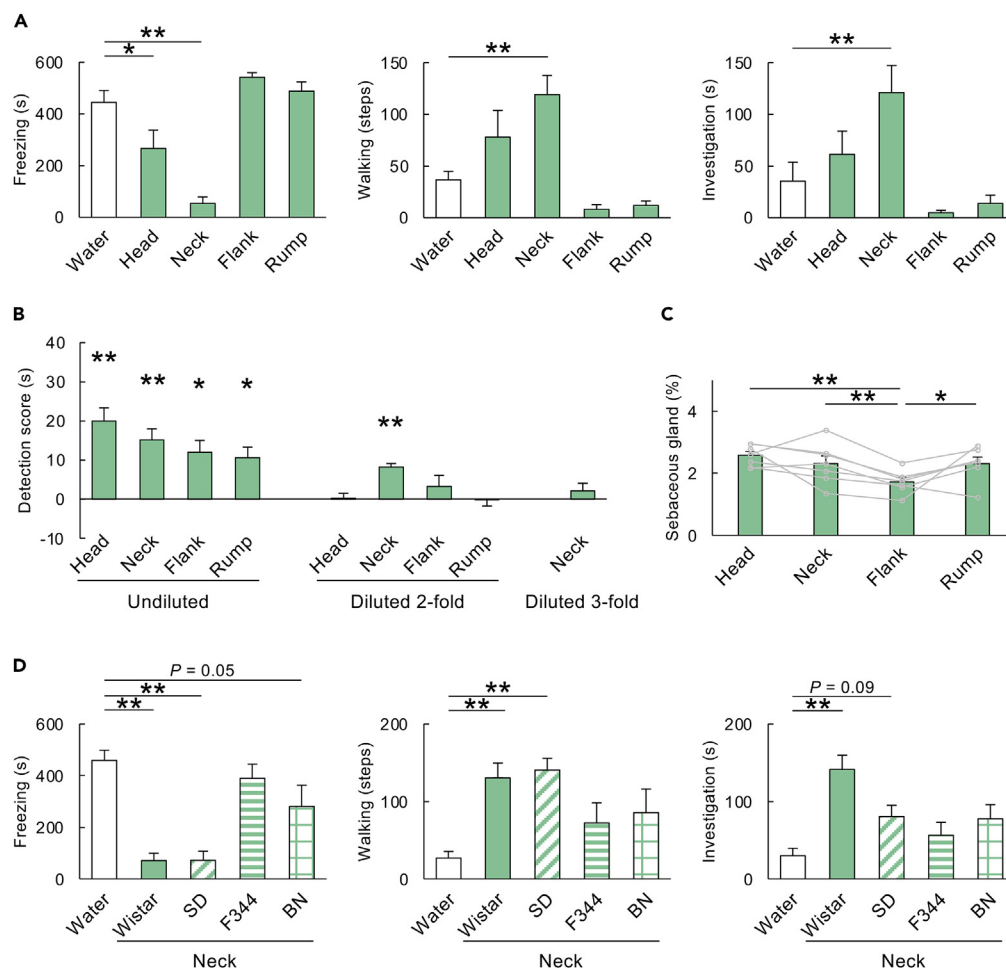 A
**
*
Freezing (s)
600
400
200
0
Water
Head
Neck
Flank
Rump
**
Walking (steps)
150
100
50
0
Water
Head
Neck
Flank
Rump
**
Investigation (s)
150
100
50
0
Water
Head
Neck
Flank
Rump
B
Detection score (s)
40
30
20
10
0
-10
**
**
*
*
**
Head
Neck
Flank
Rump
Undiluted
Head
Neck
Flank
Rump
Diluted 2-fold
Neck
Diluted 3-fold
C
**
**
*
Sebaceous gland (%)
4
2
0
Head
Neck
Flank
Rump
D
P = 0.05
**
**
Freezing (s)
600
400
200
0
Water
Wistar
SD
F344
BN
Neck
**
**
Walking (steps)
200
100
0
Water
Wistar
SD
F344
BN
Neck
P = 0.09
**
Investigation (s)
200
100
0
Water
Wistar
SD
F344
BN
Neck